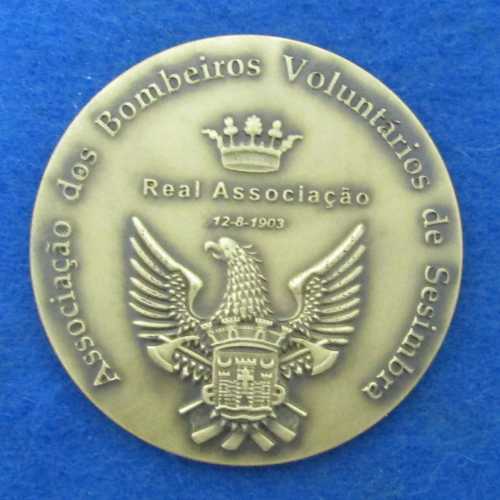 Associação dos Bombeiros Voluntários de Sesimbra
Real Associação
12-8-1903